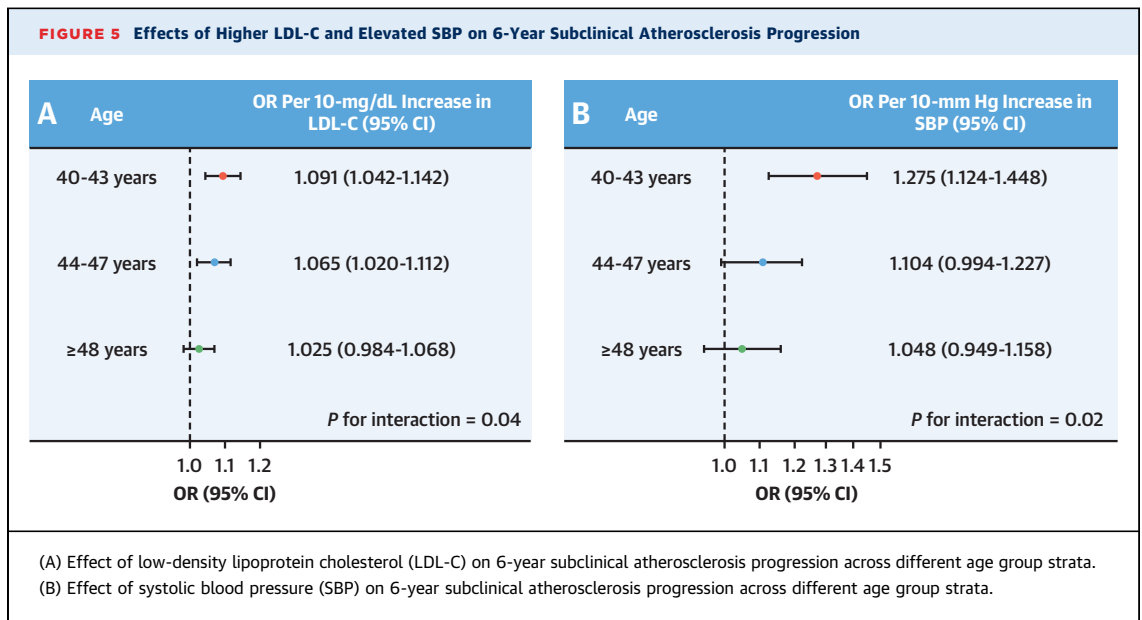 FIGURE 5 Effects of Higher LDL-C and Elevated SBP on 6-Year Subclinical Atherosclerosis Progression
A
Age
OR Per 10-mg/dL Increase in
LDL-C (95% CI)
40-43 years
1.091 (1.042-1.142)
44-47 years
1.065 (1.020-1.112)
≥48 years
1.025 (0.984-1.068)
P for interaction = 0.04
1.0 1.1 1.2
OR (95% CI)
B
Age
OR Per 10-mm Hg Increase in
SBP (95% CI)
40-43 years
1.275 (1.124-1.448)
44-47 years
1.104 (0.994-1.227)
≥48 years
1.048 (0.949-1.158)
P for interaction = 0.02
1.0 1.1 1.2 1.3 1.4 1.5
OR (95% CI)
(A) Effect of low-density lipoprotein cholesterol (LDL-C) on 6-year subclinical atherosclerosis progression across different age group strata.
(B) Effect of systolic blood pressure (SBP) on 6-year subclinical atherosclerosis progression across different age group strata.